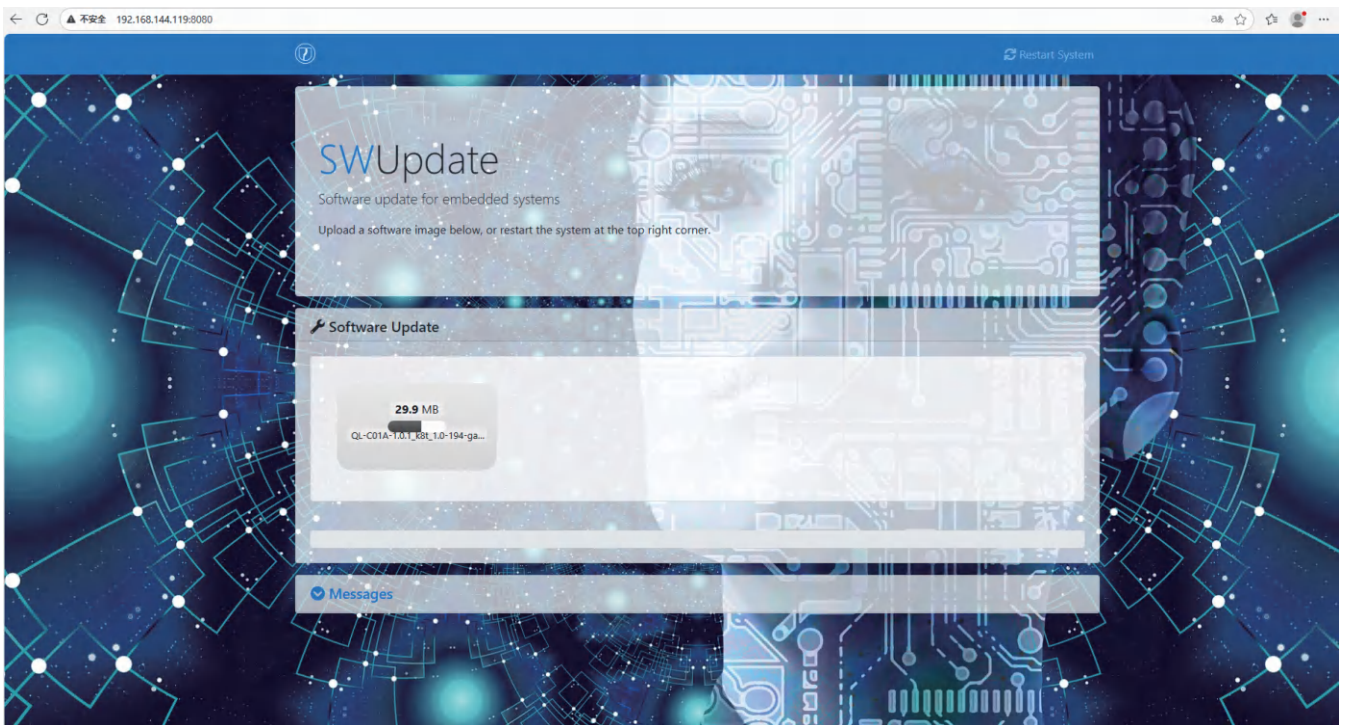 不安全 192.168.144.119:8080
Restart System
SWUpdate
Software update for embedded systems
Upload a software image below, or restart the system at the top right corner.
Software Update
29.9 MB
QL-C01A-1.0.1_k8t_1.0-194-ga...
Messages